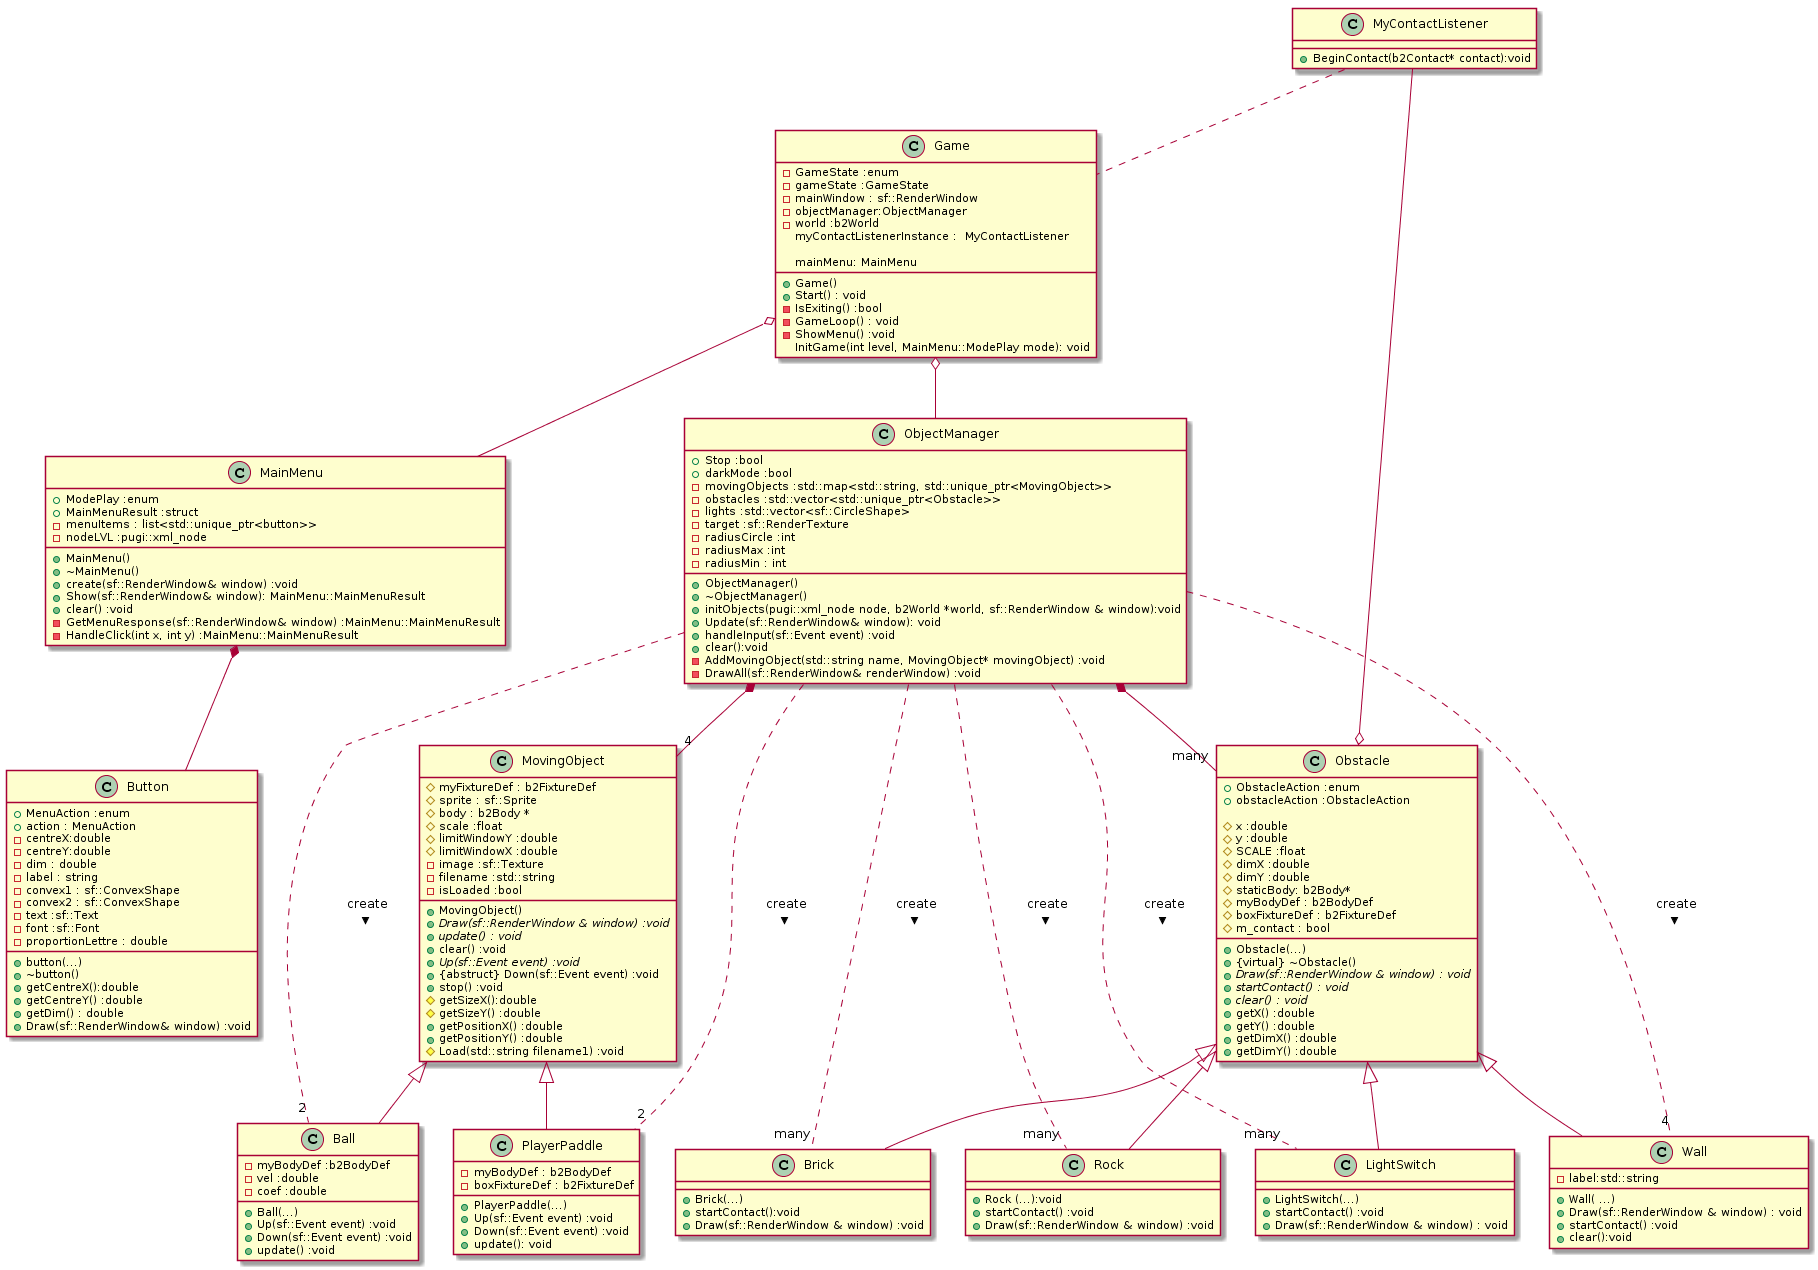 C MyContactListener
BeginContact(b2Contact* contact):void
C Game
GameState :enum
gameState :GameState
mainWindow : sf::RenderWindow
objectManager:ObjectManager
world :b2World
myContactListenerInstance :  MyContactListener
mainMenu: MainMenu
Game()
Start() : void
IsExiting() :bool
GameLoop() : void
ShowMenu() :void
InitGame(int level, MainMenu::ModePlay mode): void
C MainMenu
ModePlay :enum
MainMenuResult :struct
menuItems : list<std::unique_ptr<button>>
nodeLVL :pugi::xml_node
MainMenu()
~MainMenu()
create(sf::RenderWindow& window) :void
Show(sf::RenderWindow& window): MainMenu::MainMenuResult
clear() :void
GetMenuResponse(sf::RenderWindow& window) :MainMenu::MainMenuResult
HandleClick(int x, int y) :MainMenu::MainMenuResult
C ObjectManager
Stop :bool
darkMode :bool
movingObjects :std::map<std::string, std::unique_ptr<MovingObject>>
obstacles :std::vector<std::unique_ptr<Obstacle>>
lights :std::vector<sf::CircleShape>
target :sf::RenderTexture
radiusCircle :int
radiusMax :int
radiusMin : int
ObjectManager()
~ObjectManager()
initObjects(pugi::xml_node node, b2World *world, sf::RenderWindow & window):void
Update(sf::RenderWindow& window): void
handleInput(sf::Event event) :void
clear():void
AddMovingObject(std::string name, MovingObject* movingObject) :void
DrawAll(sf::RenderWindow& renderWindow) :void
4
many
C Button
MenuAction :enum
action : MenuAction
centreX:double
centreY:double
dim : double
label : string
convex1 : sf::ConvexShape
convex2 : sf::ConvexShape
text :sf::Text
font :sf::Font
proportionLettre : double
button(...)
~button()
getCentreX():double
getCentreY() :double
getDim() : double
Draw(sf::RenderWindow& window) :void
C MovingObject
myFixtureDef : b2FixtureDef
sprite : sf::Sprite
body : b2Body *
scale :float
limitWindowY :double
limitWindowX :double
image :sf::Texture
filename :std::string
isLoaded :bool
MovingObject()
Draw(sf::RenderWindow & window) :void
update() : void
clear() :void
Up(sf::Event event) :void
{abstruct} Down(sf::Event event) :void
stop() :void
getSizeX():double
getSizeY() :double
getPositionX() :double
getPositionY() :double
Load(std::string filename1) :void
C Obstacle
ObstacleAction :enum
obstacleAction :ObstacleAction
x :double
y :double
SCALE :float
dimX :double
dimY :double
staticBody: b2Body*
myBodyDef : b2BodyDef
boxFixtureDef : b2FixtureDef
m_contact : bool
Obstacle(...)
{virtual} ~Obstacle()
Draw(sf::RenderWindow & window) : void
startContact() : void
clear() : void
getX() :double
getY() :double
getDimX() :double
getDimY() :double
create
create
create
create
create
create
2
2
many
many
many
4
C Ball
myBodyDef :b2BodyDef
vel :double
coef :double
Ball(...)
Up(sf::Event event) :void
Down(sf::Event event) :void
update() :void
C PlayerPaddle
myBodyDef : b2BodyDef
boxFixtureDef : b2FixtureDef
PlayerPaddle(...)
Up(sf::Event event) :void
Down(sf::Event event) :void
update(): void
C Brick
Brick(...)
startContact():void
Draw(sf::RenderWindow & window) :void
C Rock
Rock (...):void
startContact() :void
Draw(sf::RenderWindow & window) :void
C LightSwitch
LightSwitch(...)
startContact() :void
Draw(sf::RenderWindow & window) : void
C Wall
label:std::string
Wall( ...)
Draw(sf::RenderWindow & window) : void
startContact() :void
clear():void